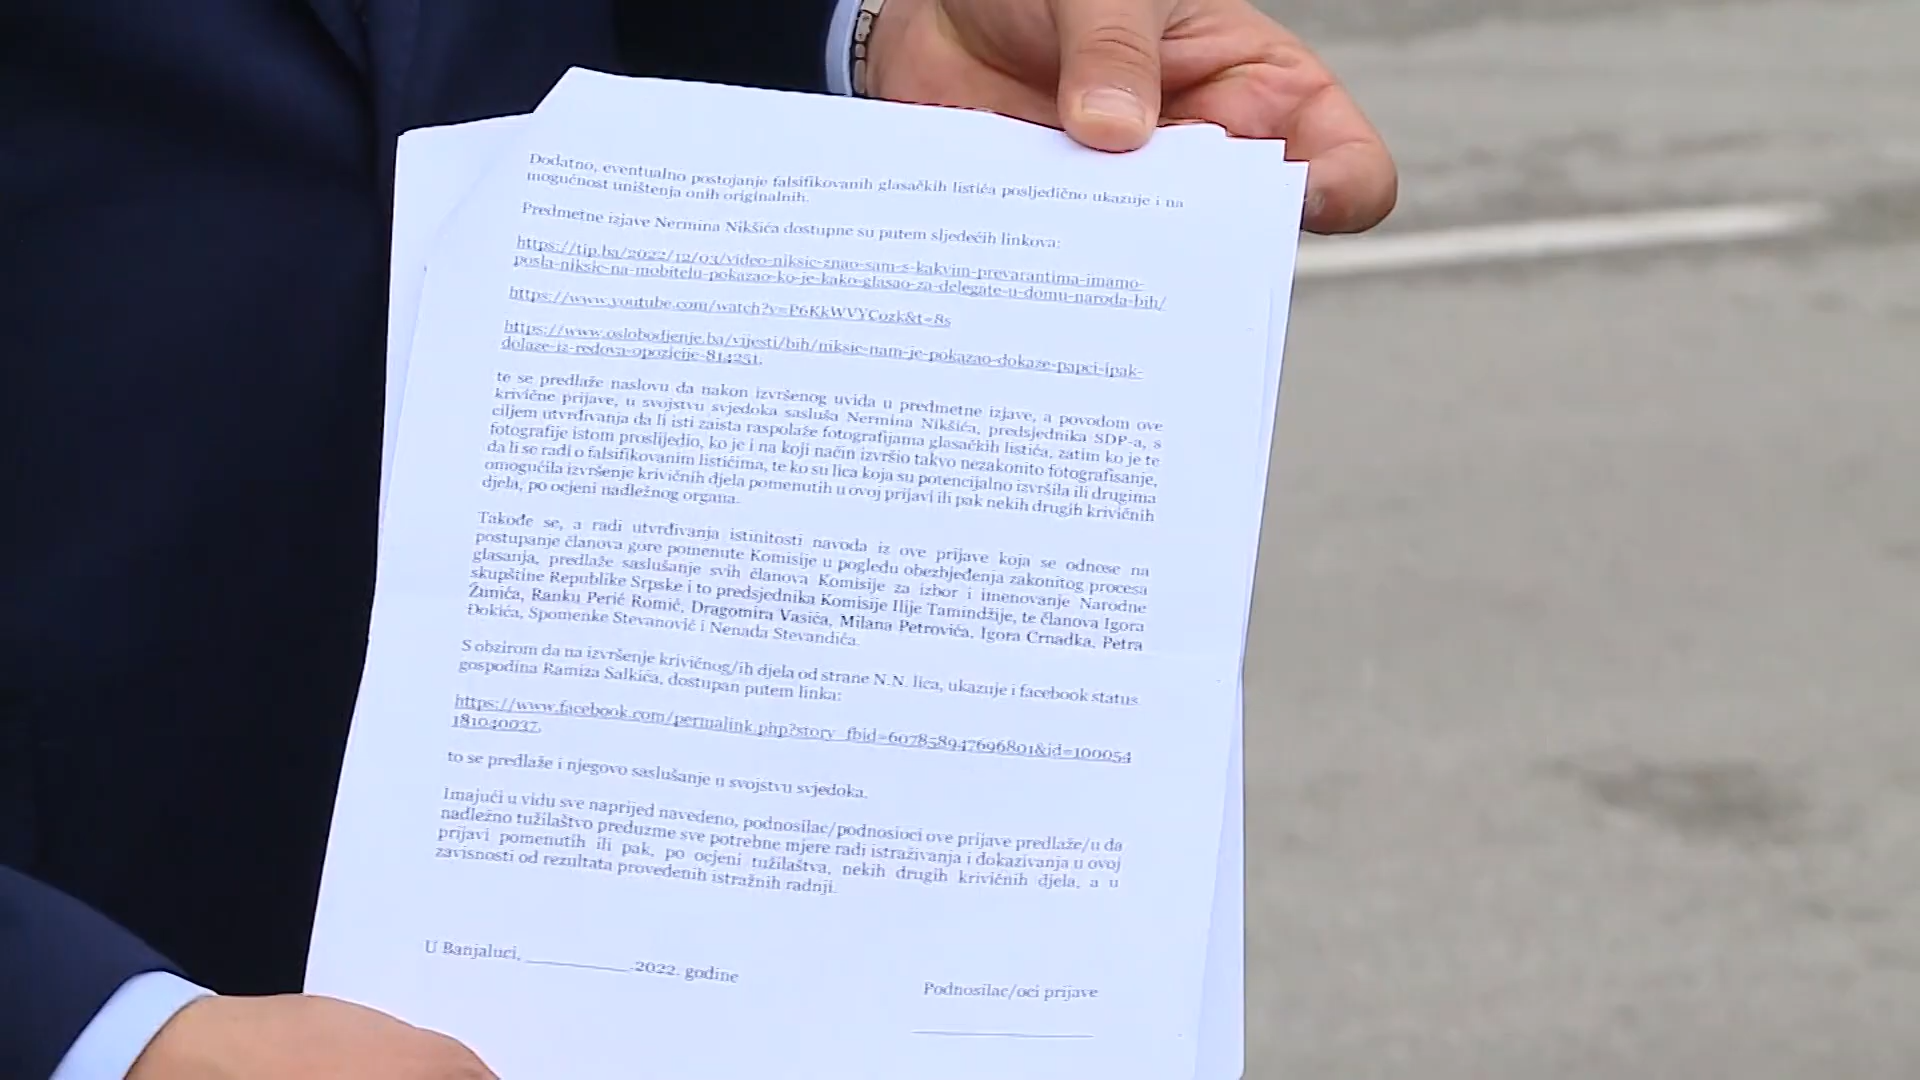 Dodatno, eventualno postojanje falsifikovanih glasačkih listića posljedično ukazuje i na
mogućnost uništenja onih originalnih.
Predmetne izjave Nermina Nikšića dostupne su putem sljedećih linkova:
https://tip.ba/2022/12/03/video-niksic-znao-sam-s-kakvim-prevarantima-imamo-
posla-niksic-na-mobitelu-pokazao-ko-je-kako-glasao-za-delegate-u-domu-naroda-bih/
https://www.youtube.com/watch?v=P6KkWVYCozk&t=8s
https://www.oslobodjenje.ba/vijesti/bih/niksic-nam-je-pokazao-dokaze-papci-ipak-
dolaze-iz-redova-opozicije-814251,
te se predlaže naslovu da nakon izvršenog uvida u predmetne izjave, a povodom ove
krivične prijave, u svojstvu svjedoka sasluša Nermina Nikšića, predsjednika SDP-a, s
ciljem utvrđivanja da li isti zaista raspolaže fotografijama glasačkih listića, zatim ko je te
fotografije istom proslijedio, ko je i na koji način izvršio takvo nezakonito fotografisanje,
da li se radi o falsifikovanim listićima, te ko su lica koja su potencijalno izvršila ili drugima
omogućila izvršenje krivičnih djela pomenutih u ovoj prijavi ili pak nekih drugih krivičnih
djela, po ocjeni nadležnog organa.
Takođe se, a radi utvrđivanja istinitosti navoda iz ove prijave koja se odnose na
postupanje članova gore pomenute Komisije u pogledu obezbjeđenja zakonitog procesa
glasanja, predlaže saslušanje svih članova Komisije za izbor i imenovanje Narodne
skupštine Republike Srpske i to predsjednika Komisije Ilije Tamindžije, te članova Igora
Žunića, Ranku Perić Romić, Dragomira Vasića, Milana Petrovića, Igora Crnadka, Petra
Đokića, Spomenke Stevanović i Nenada Stevandića.
S obzirom da na izvršenje krivičnog/ih djela od strane N.N. lica, ukazuje i facebook status
gospodina Ramiza Salkića, dostupan putem linka:
https://www.facebook.com/permalink.php?story_fbid=607858947696801&id=100054
181040037,
to se predlaže i njegovo saslušanje u svojstvu svjedoka.
Imajući u vidu sve naprijed navedeno, podnosilac/podnosioci ove prijave predlaže/u da
nadležno tužilaštvo preduzme sve potrebne mjere radi istraživanja i dokazivanja u ovoj
prijavi pomenutih ili pak, po ocjeni tužilaštva, nekih drugih krivičnih djela, a u
zavisnosti od rezultata provedenih istražnih radnji.
U Banjaluci, __________.2022. godine
Podnosilac/oci prijave